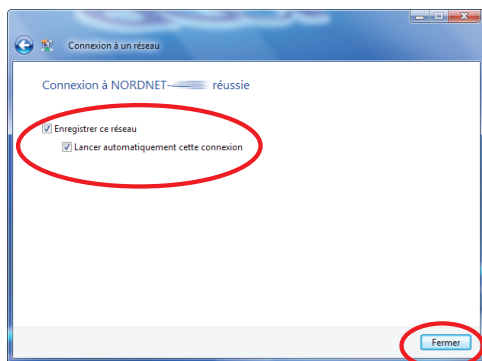 Connexion à un réseau
Connexion à NORDNET- réussie
Enregistrer ce réseau
Lancer automatiquement cette connexion
Fermer